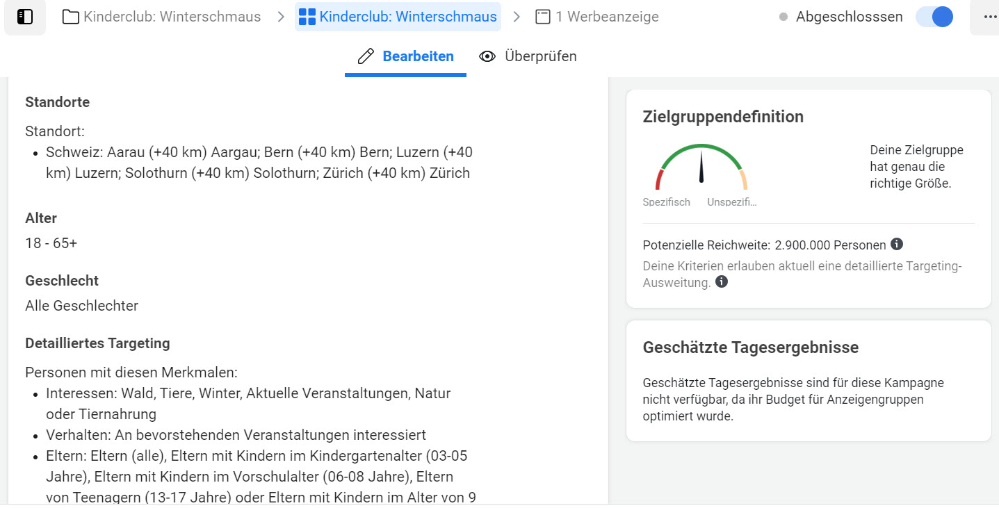 Kinderclub: Winterschmaus
Kinderclub: Winterschmaus
1 Werbeanzeige
Abgeschlosssen
Bearbeiten
Überprüfen
Standorte
Standort:
Schweiz: Aarau (+40 km) Aargau; Bern (+40 km) Bern; Luzern (+40
km) Luzern; Solothurn (+40 km) Solothurn; Zürich (+40 km) Zürich
Alter
18 - 65+
Geschlecht
Alle Geschlechter
Detailliertes Targeting
Personen mit diesen Merkmalen:
Interessen: Wald, Tiere, Winter, Aktuelle Veranstaltungen, Natur
oder Tiernahrung
Verhalten: An bevorstehenden Veranstaltungen interessiert
Eltern: Eltern (alle), Eltern mit Kindern im Kindergartenalter (03-05
Jahre), Eltern mit Kindern im Vorschulalter (06-08 Jahre), Eltern
von Teenagern (13-17 Jahre) oder Eltern mit Kindern im Alter von 9
Zielgruppendefinition
Deine Zielgruppe
hat genau die
richtige Größe.
Spezifisch
Unspezifi...
Potenzielle Reichweite: 2.900.000 Personen
Deine Kriterien erlauben aktuell eine detaillierte Targeting-
Ausweitung.
Geschätzte Tagesergebnisse
Geschätzte Tagesergebnisse sind für diese Kampagne
nicht verfügbar, da ihr Budget für Anzeigengruppen
optimiert wurde.